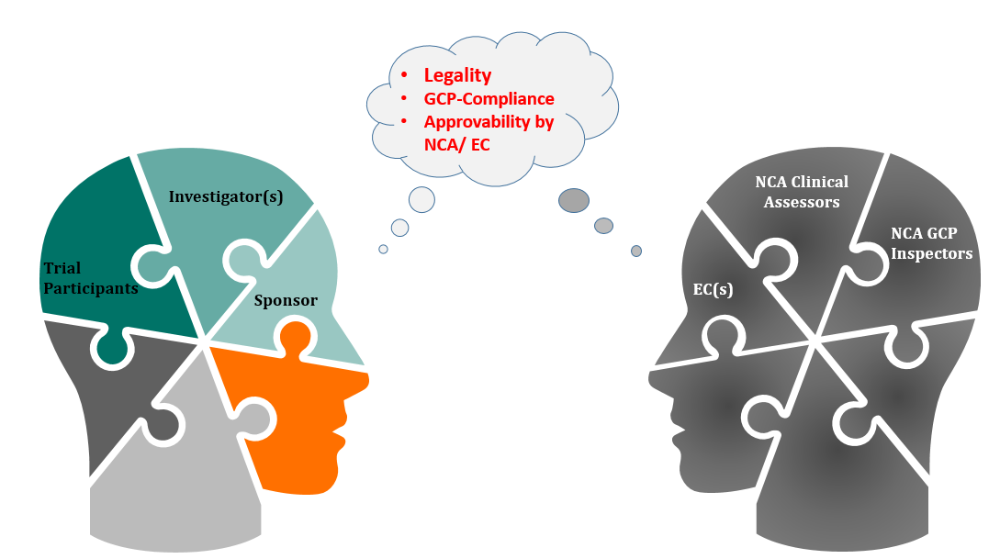 • Legality
• GCP-Compliance
• Approvability by
NCA/ EC
Investigator(s)
Trial
Participants
Sponsor
NCA Clinical
Assessors
NCA GCP
Inspectors
EC(s)